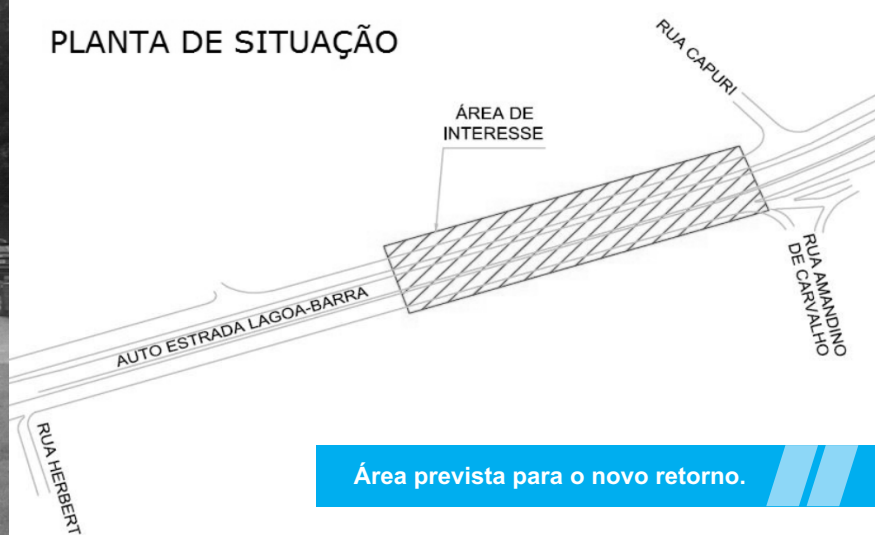 PLANTA DE SITUAÇÃO
RUA CAPURI
ÁREA DE
INTERESSE
AUTO ESTRADA LAGOA-BARRA
RUA AMANDINO
DE CARVALHO
RUA HERBERT
Área prevista para o novo retorno.